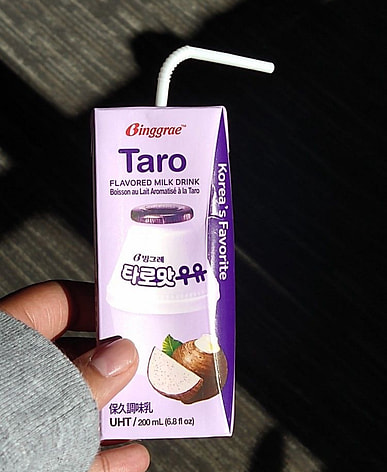 Binggrae™
Taro
FLAVORED MILK DRINK
Boisson au Lait Aromatisé à la Taro
Korea's Favorite
빙그레
타로맛우유
保久調味乳
UHT / 200 mL (6.8 fl oz)